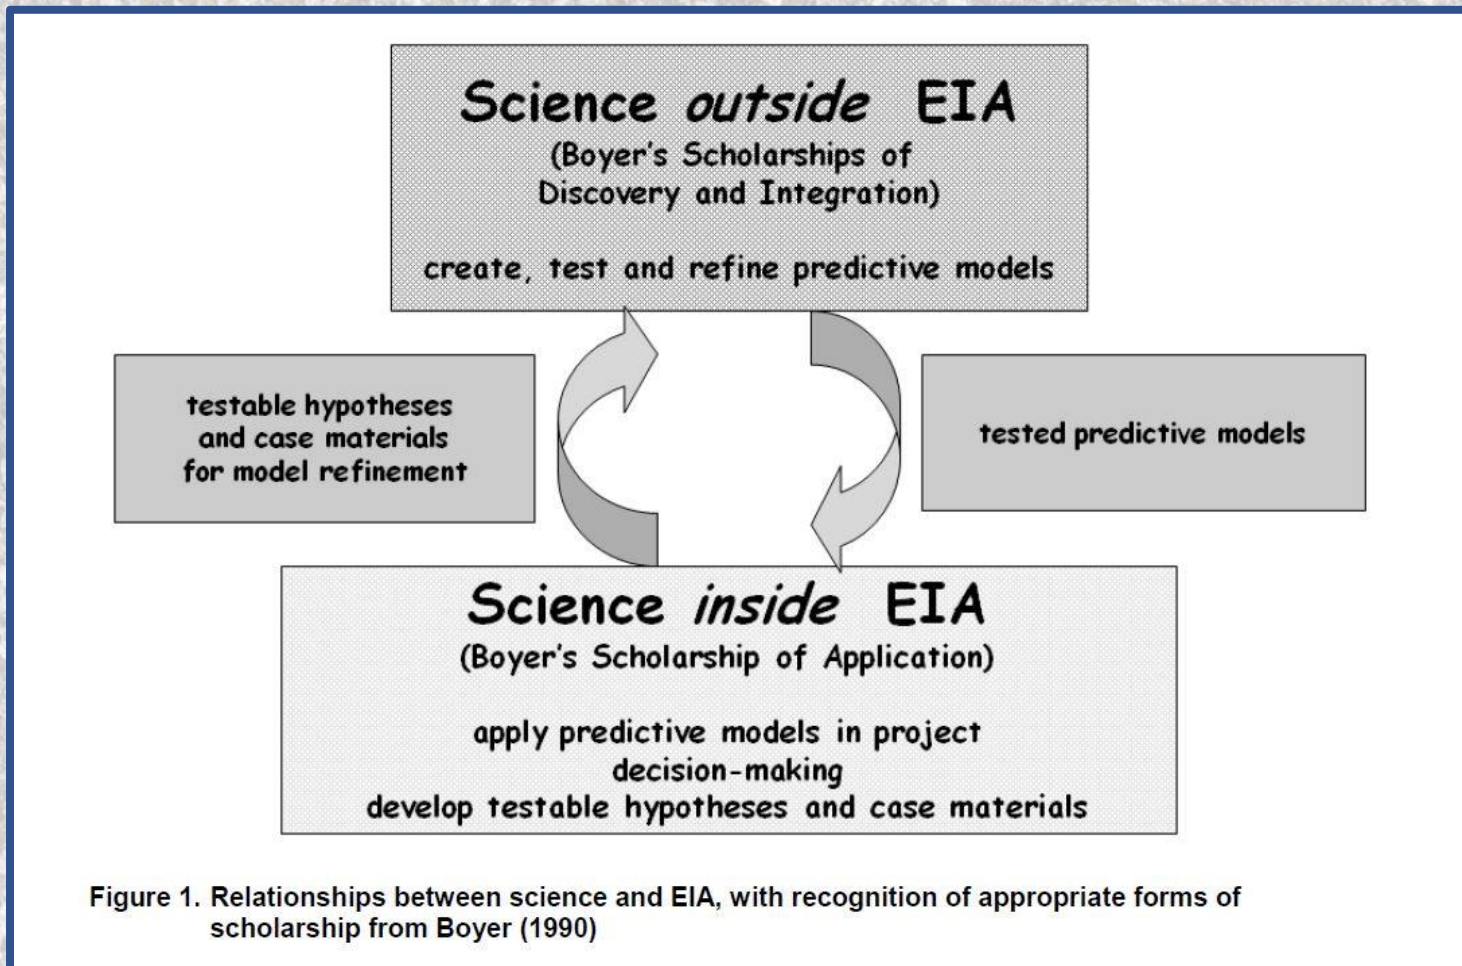 Science outside EIA
(Boyer's Scholarships of
Discovery and Integration)
create, test and refine predictive models
testable hypotheses
and case materials
for model refinement
tested predictive models
Science inside EIA
(Boyer's Scholarship of Application)
apply predictive models in project
decision-making
develop testable hypotheses and case materials
Figure 1. Relationships between science and EIA, with recognition of appropriate forms of
scholarship from Boyer (1990)